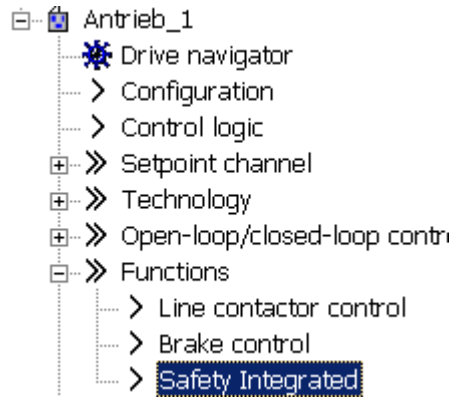 Antrieb_1
Drive navigator
Configuration
Control logic
Setpoint channel
Technology
Open-loop/closed-loop contr
Functions
Line contactor control
Brake control
Safety Integrated